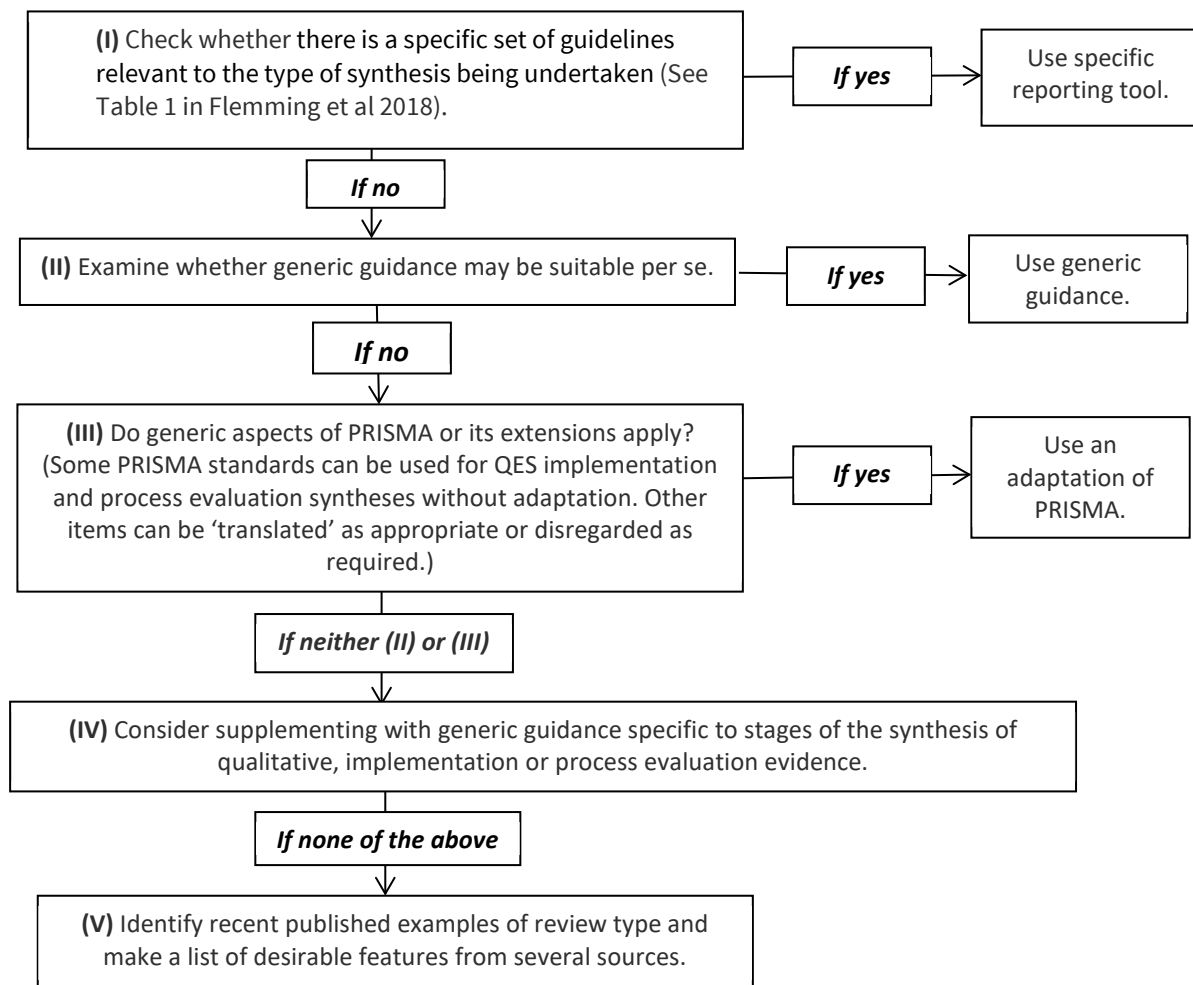 (I) Check whether there is a specific set of guidelines
relevant to the type of synthesis being undertaken (See
Table 1 in Flemming et al 2018).
If yes
Use specific
reporting tool.
If no
(II) Examine whether generic guidance may be suitable per se.
If yes
Use generic
guidance.
If no
(III) Do generic aspects of PRISMA or its extensions apply?
(Some PRISMA standards can be used for QES implementation
and process evaluation syntheses without adaptation. Other
items can be ‘translated’ as appropriate or disregarded as
required.)
If yes
Use an
adaptation of
PRISMA.
If neither (II) or (III)
(IV) Consider supplementing with generic guidance specific to stages of the synthesis of
qualitative, implementation or process evaluation evidence.
If none of the above
(V) Identify recent published examples of review type and
make a list of desirable features from several sources.